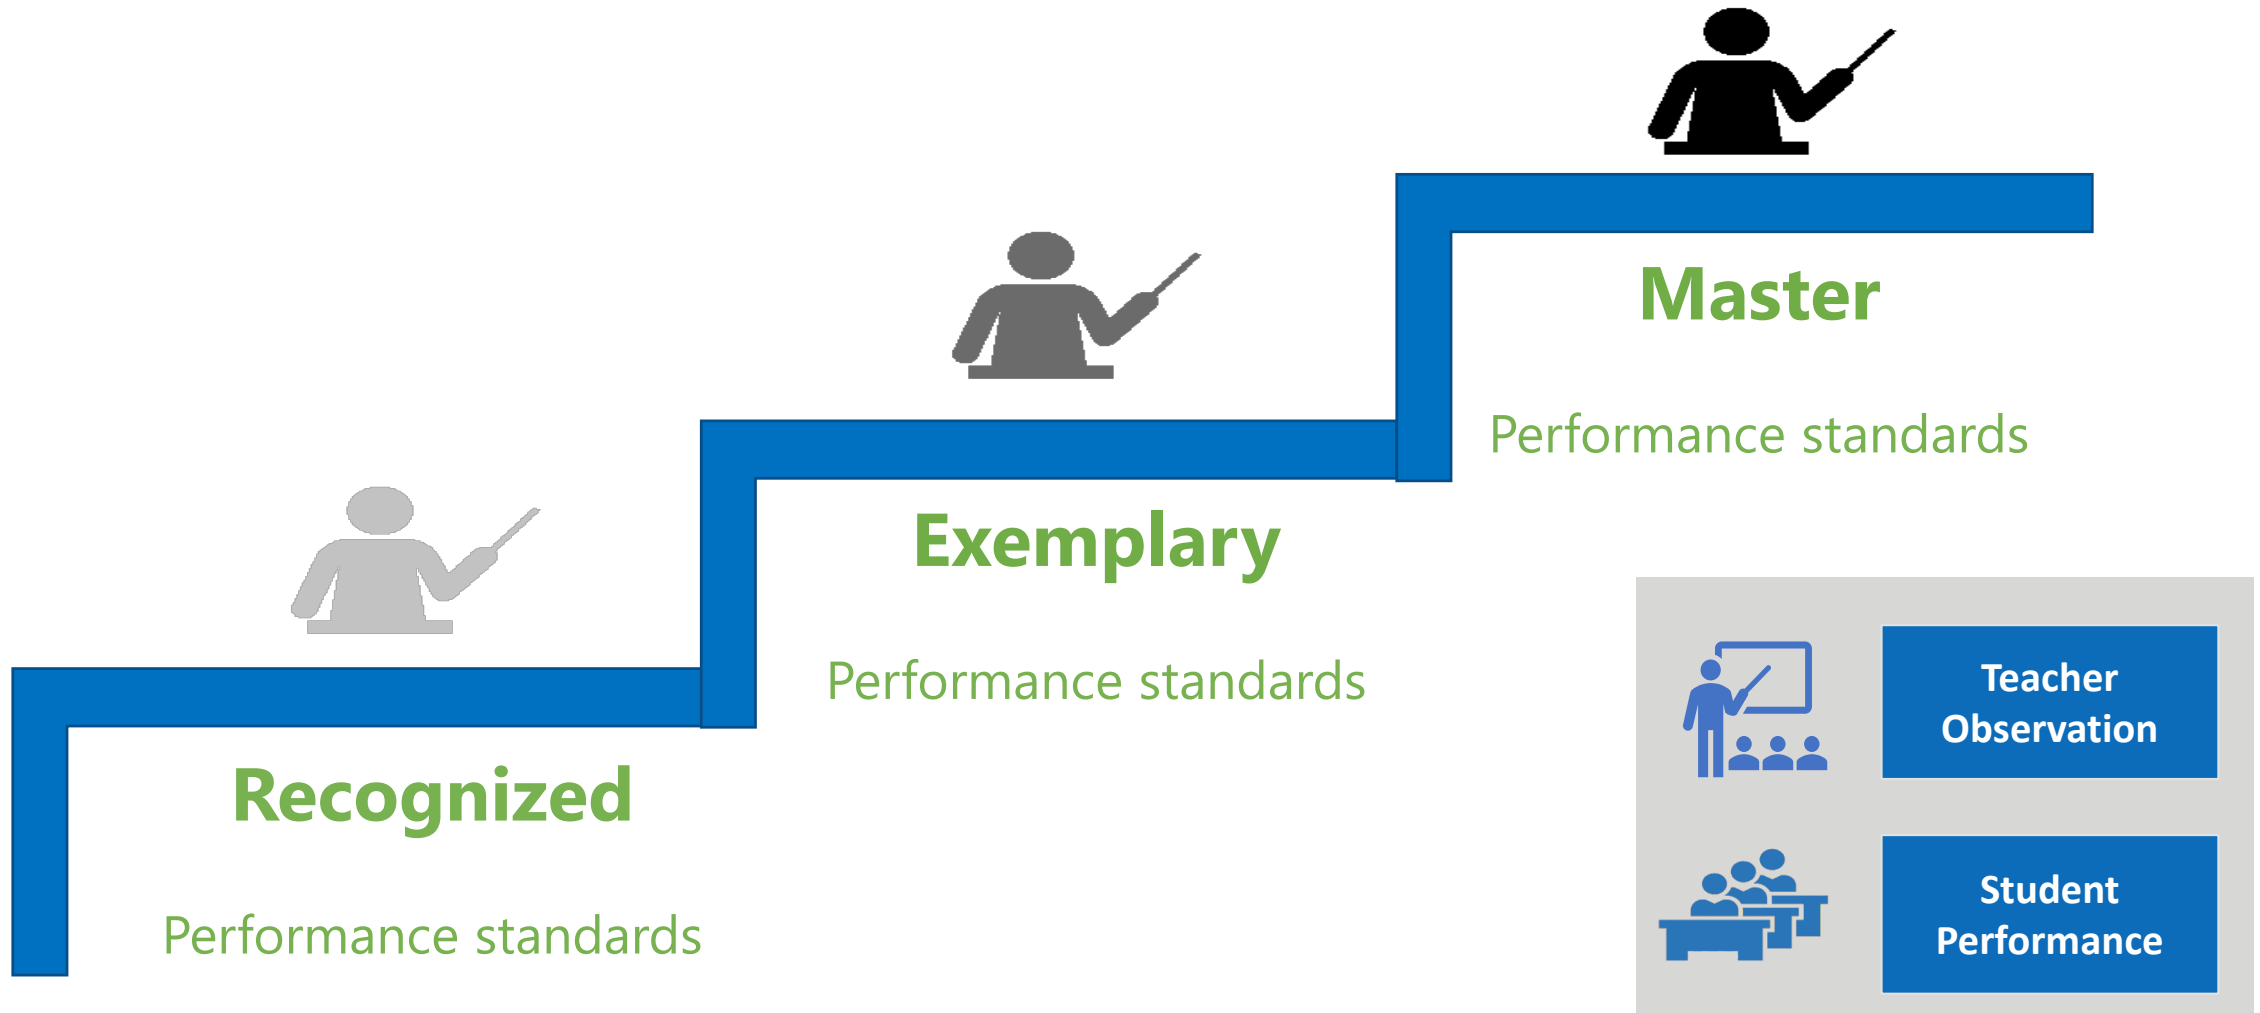 Master
Performance standards
Exemplary
Performance standards
Recognized
Performance standards
Teacher
Observation
Student
Performance